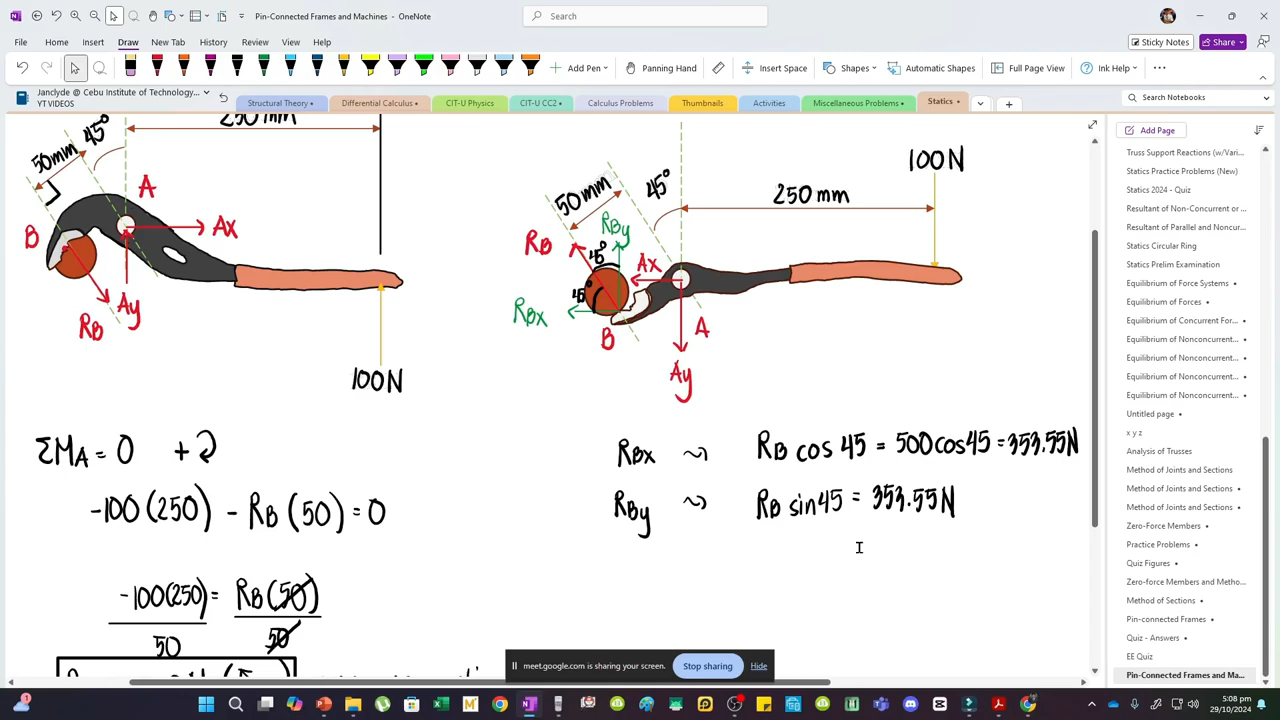 Pin-Connected Frames and Machines - OneNote
Search
File Home Insert Draw New Tab History Review View Help
Sticky Notes
Share
Add Pen
Panning Hand
Insert Space
Shapes
Automatic Shapes
Full Page View
Ink Help
Janclyde @ Cebu Institute of Technology...
YT VIDEOS
Structural Theory
Differential Calculus
CIT-U Physics
CIT-U CC2
Calculus Problems
Thumbnails
Activities
Miscellaneous Problems
Statics
Search Notebooks
Add Page
Truss Support Reactions (w/Vari...
Statics Practice Problems (New)
Statics 2024 - Quiz
Resultant of Non-Concurrent or ...
Resultant of Parallel and Noncur...
Statics Circular Ring
Statics Prelim Examination
Equilibrium of Force Systems
Equilibrium of Forces
Equilibrium of Concurrent For...
Equilibrium of Nonconcurrent
Equilibrium of Nonconcurrent
Equilibrium of Nonconcurrent
Equilibrium of Nonconcurrent
Untitled page
x y z
Analysis of Trusses
Method of Joints and Sections
Method of Joints and Sections
Method of Joints and Sections
Zero-Force Members
Practice Problems
Quiz Figures
Zero-force Members and Metho...
Method of Sections
Pin-connected Frames
Quiz - Answers
EE Quiz
Pin-Connected Frames and Ma...
250 mm
50mm
45°
A
B
Ax
Ay
RB
100N
100N
50mm
45°
250 mm
RBy
RB
45°
Ax
45°
RBx
B
A
Ay
ΣMA = 0 +
-100(250) - RB(50) = 0
-100(250) = RB(50)
50 50
RBx RB cos 45 = 500cos45 = 353.55N
RBy RB sin45 = 353.55N
meet.google.com is sharing your screen.
Stop sharing
Hide
5:08 pm
29/10/2024